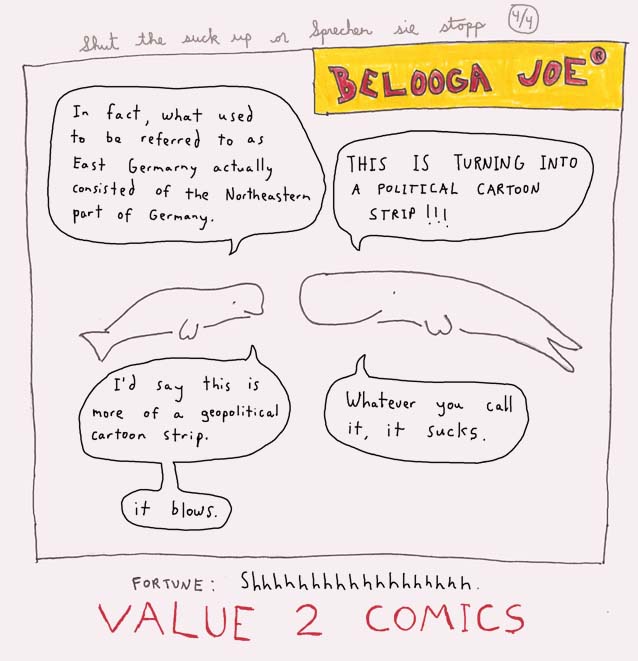 Shut the suck up or Sprechen sie stopp 4/4
BELOOGA JOE®
In fact, what used
to be referred to as
East Germarny actually
consisted of the Northeastern
part of Germany.
THIS IS TURNING INTO
A POLITICAL CARTOON
STRIP!!!
I'd say this is
more of a geopolitical
cartoon strip.
Whatever you call
it, it sucks.
it blows.
FORTUNE: Shhhhhhhhhhhhhhhhhh.
VALUE 2 COMICS